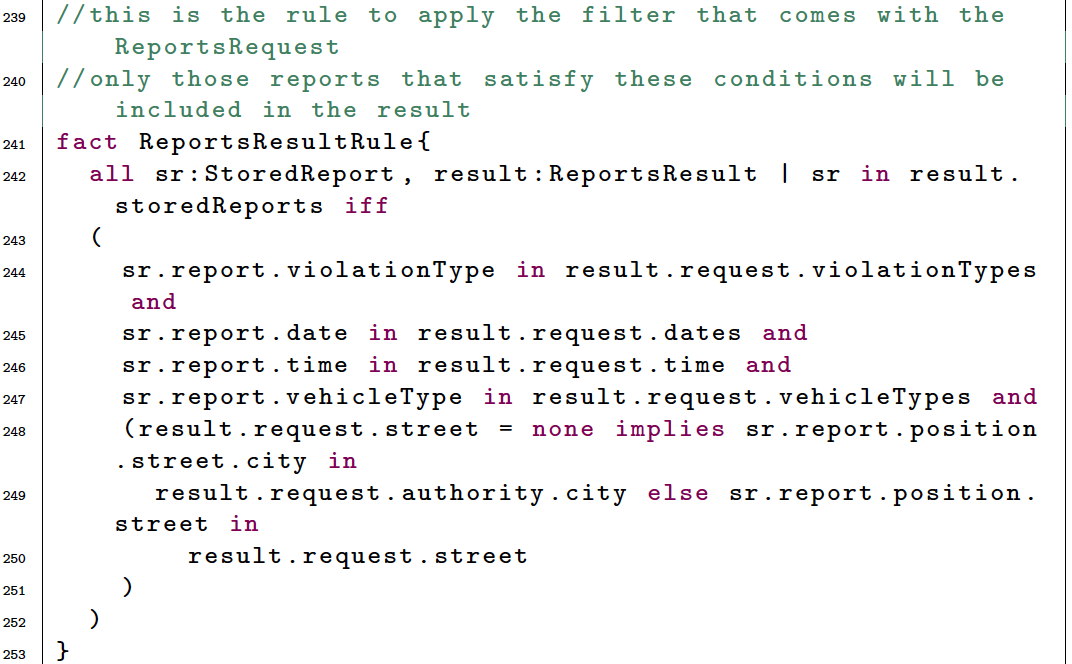 239 //this is the rule to apply the filter that comes with the
ReportsRequest
240 //only those reports that satisfy these conditions will be
included in the result
241 fact ReportsResultRule{
242 all sr:StoredReport, result:ReportsResult | sr in result.
storedReports iff
243 (
244 sr.report.violationType in result.request.violationTypes
and
245 sr.report.date in result.request.dates and
246 sr.report.time in result.request.time and
247 sr.report.vehicleType in result.request.vehicleTypes and
248 (result.request.street = none implies sr.report.position
.street.city in
249 result.request.authority.city else sr.report.position.
street in
250 result.request.street
251 )
252 )
253 }